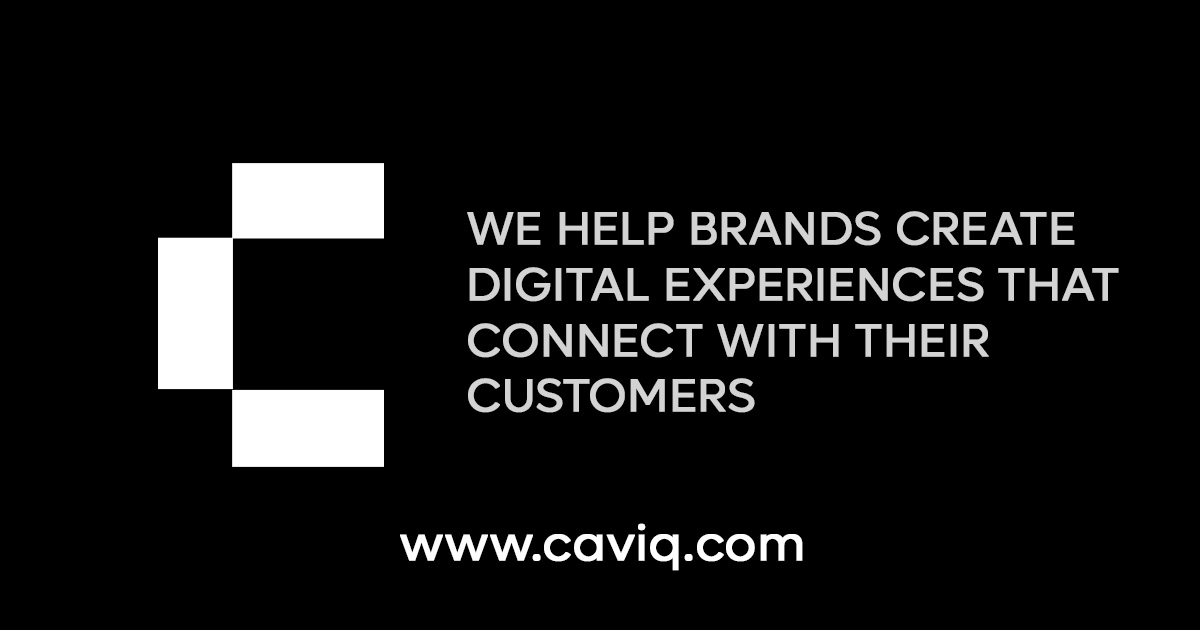 WE HELP BRANDS CREATE
DIGITAL EXPERIENCES THAT
CONNECT WITH THEIR
CUSTOMERS
www.caviq.com